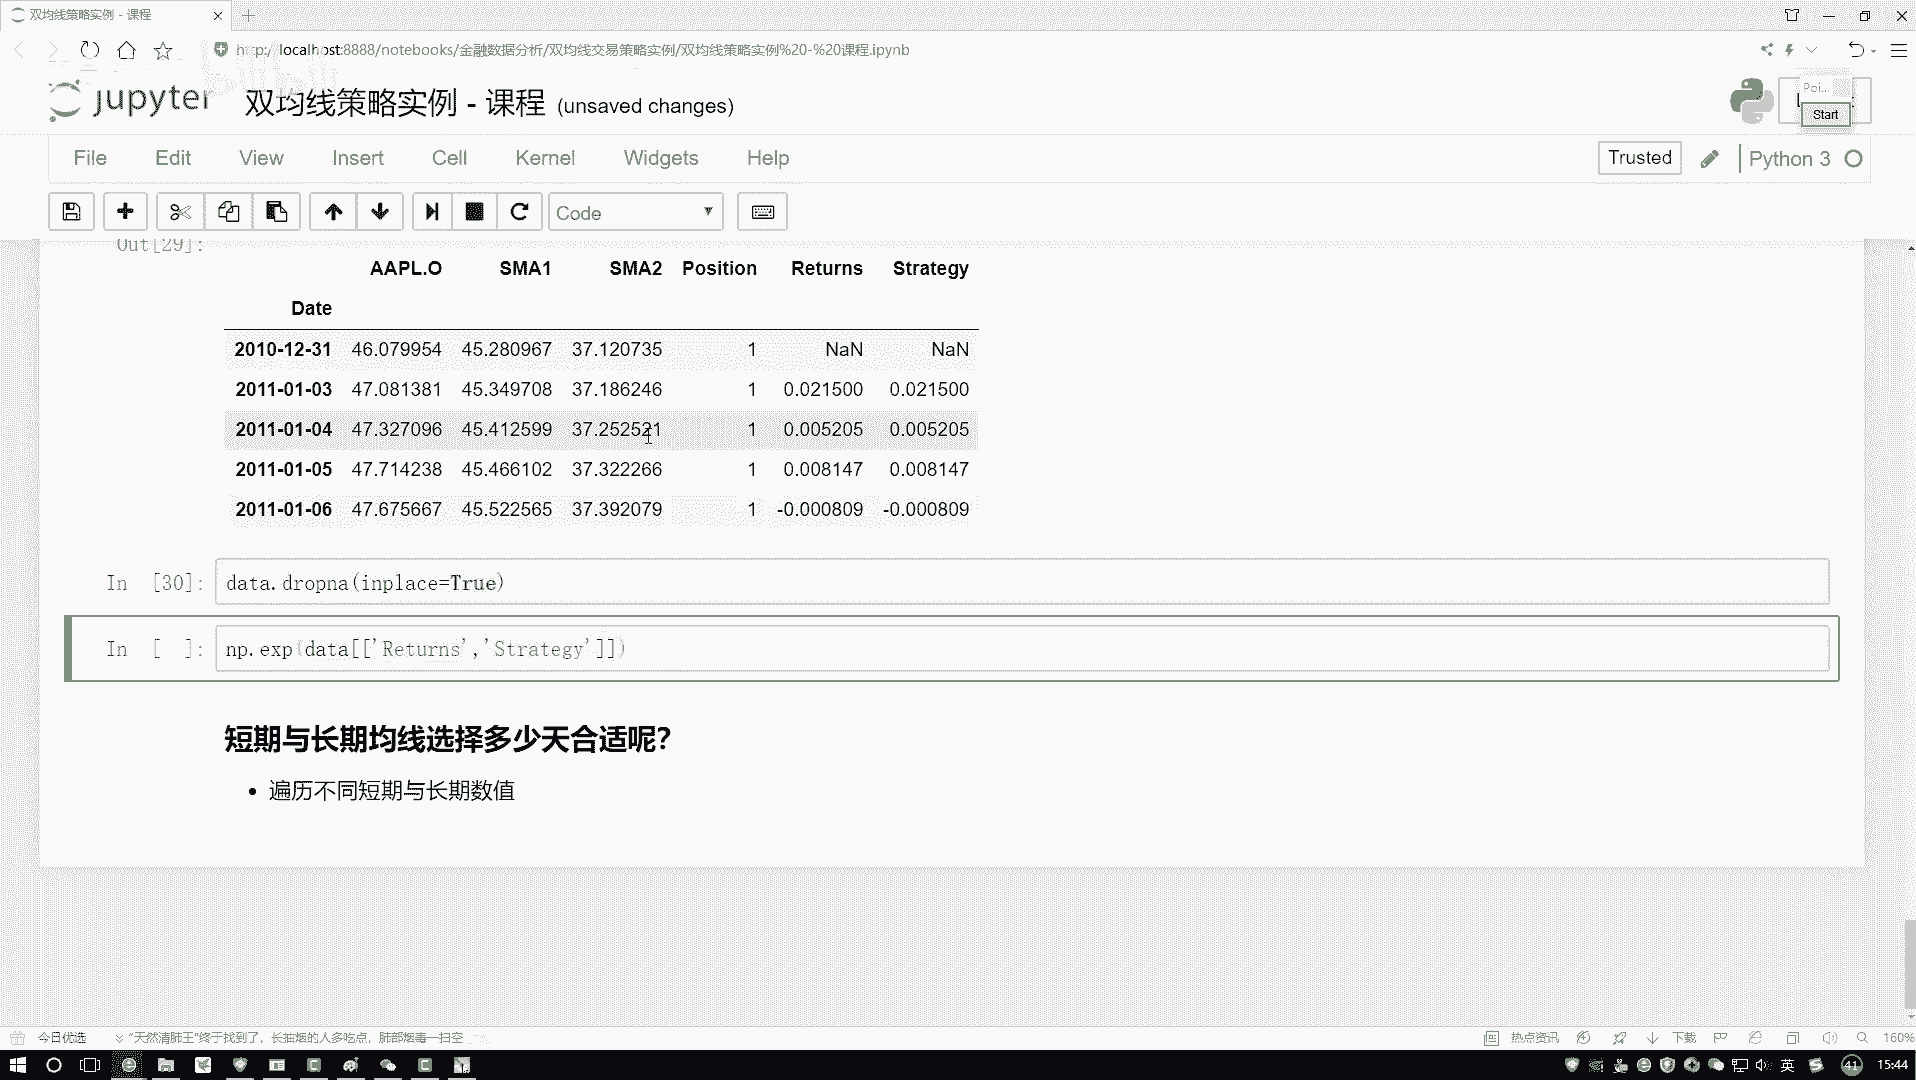 双均线策略实例 - 课程
http://localhost:8888/notebooks/金融数据分析/双均线交易策略实例/双均线策略实例%20-%20课程.ipynb
jupyter 双均线策略实例 - 课程 (unsaved changes)
Poi...
Start
File Edit View Insert Cell Kernel Widgets Help
Trusted Python 3
Code
Out[29]:
AAPL.O SMA1 SMA2 Position Returns Strategy
Date
2010-12-31 46.079954 45.280967 37.120735 1 NaN NaN
2011-01-03 47.081381 45.349708 37.186246 1 0.021500 0.021500
2011-01-04 47.327096 45.412599 37.252521 1 0.005205 0.005205
2011-01-05 47.714238 45.466102 37.322266 1 0.008147 0.008147
2011-01-06 47.675667 45.522565 37.392079 1 -0.000809 -0.000809
In [30]: data.dropna(inplace=True)
In [ ]: np.exp(data[['Returns','Strategy']])
短期与长期均线选择多少天合适呢?
• 遍历不同短期与长期数值
今日优选 “天然清肺王”终于找到了，长抽烟的人多吃点，肺部烟毒一扫空
热点资讯 下载 160%
英 41 15:44